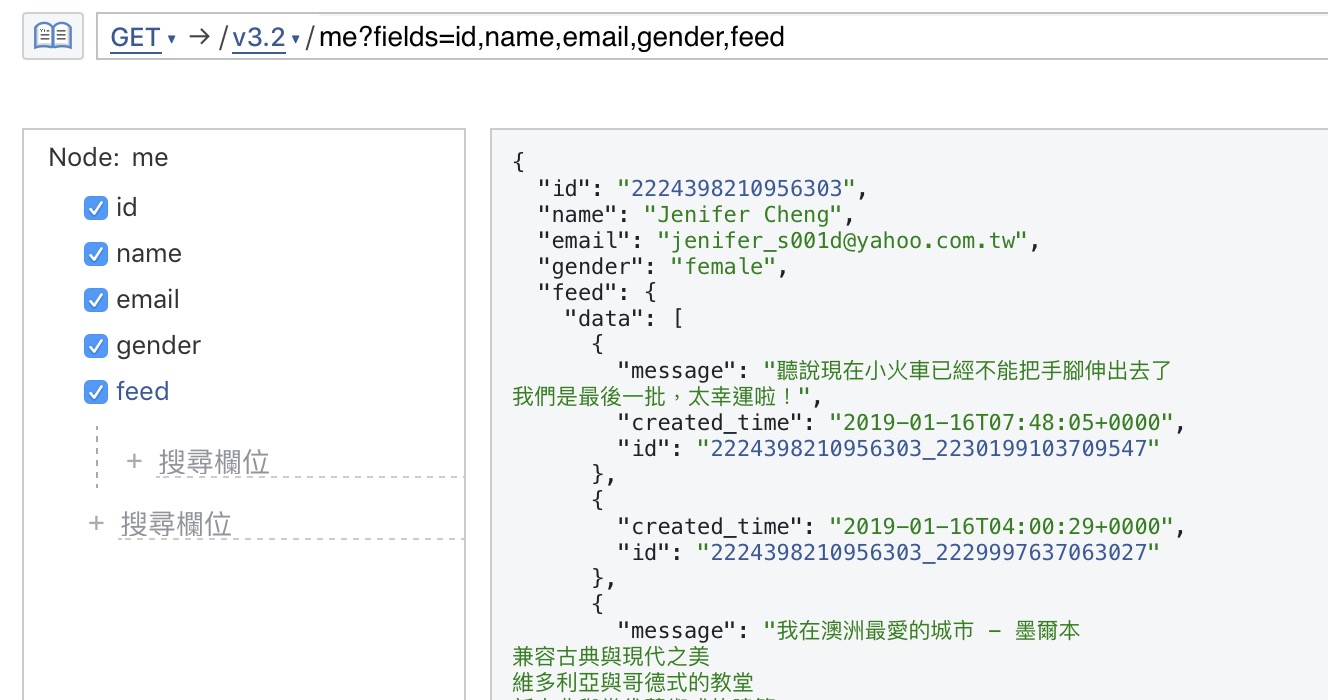 GET → / v3.2 / me?fields=id,name,email,gender,feed
Node: me
id
name
email
gender
feed
+ 搜尋欄位
+ 搜尋欄位
{
"id": "2224398210956303",
"name": "Jenifer Cheng",
"email": "jenifer_s001d@yahoo.com.tw",
"gender": "female",
"feed": {
"data": [
{
"message": "聽說現在小火車已經不能把手腳伸出去了
我們是最後一批，太幸運啦！",
"created_time": "2019-01-16T07:48:05+0000",
"id": "2224398210956303_2230199103709547"
},
{
"created_time": "2019-01-16T04:00:29+0000",
"id": "2224398210956303_2229997637063027"
},
{
"message": "我在澳洲最愛的城市 – 墨爾本
兼容古典與現代之美
維多利亞與哥德式的教堂